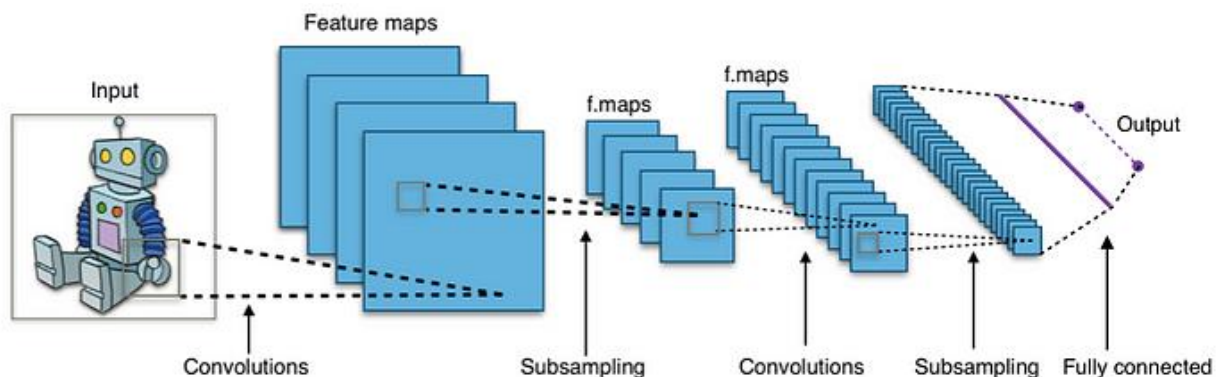 Feature maps
Input
f.maps
f.maps
Output
Convolutions
Subsampling
Convolutions
Subsampling
Fully connected